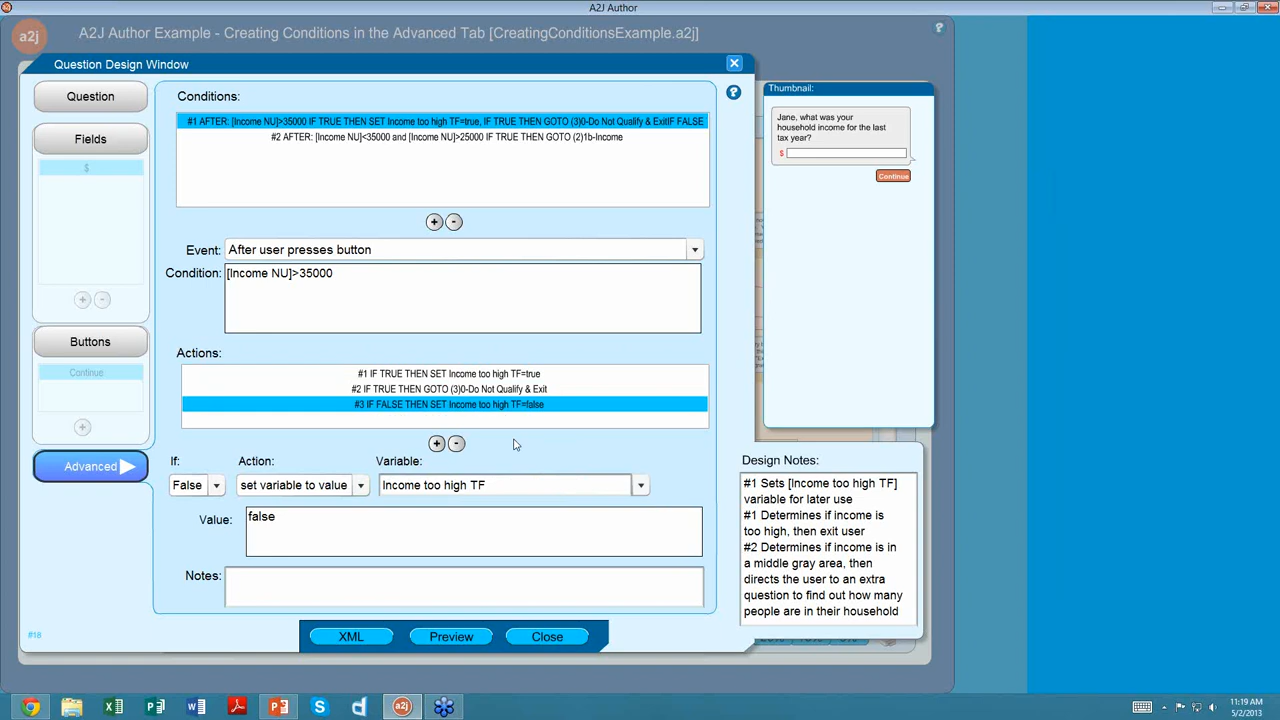 A2J Author
a2j
A2J Author Example - Creating Conditions in the Advanced Tab [CreatingConditionsExample.a2j]
Question Design Window
Question
Fields
$
Buttons
Continue
Advanced
#18
Conditions:
#1 AFTER: [Income NU]>35000 IF TRUE THEN SET Income too high TF=true, IF TRUE THEN GOTO (3)0-Do Not Qualify & ExitIF FALSE
#2 AFTER: [Income NU]<35000 and [Income NU]>25000 IF TRUE THEN GOTO (2)1b-Income
+ -
Event: After user presses button
Condition: [Income NU]>35000
Actions:
#1 IF TRUE THEN SET Income too high TF=true
#2 IF TRUE THEN GOTO (3)0-Do Not Qualify & Exit
#3 IF FALSE THEN SET Income too high TF=false
+ -
If: Action: Variable:
False set variable to value Income too high TF
Value: false
Notes:
XML Preview Close
Thumbnail:
Jane, what was your
household income for the last
tax year?
$
Continue
Design Notes:
#1 Sets [Income too high TF]
variable for later use
#1 Determines if income is
too high, then exit user
#2 Determines if income is in
a middle gray area, then
directs the user to an extra
question to find out how many
people are in their household
11:19 AM
5/2/2013